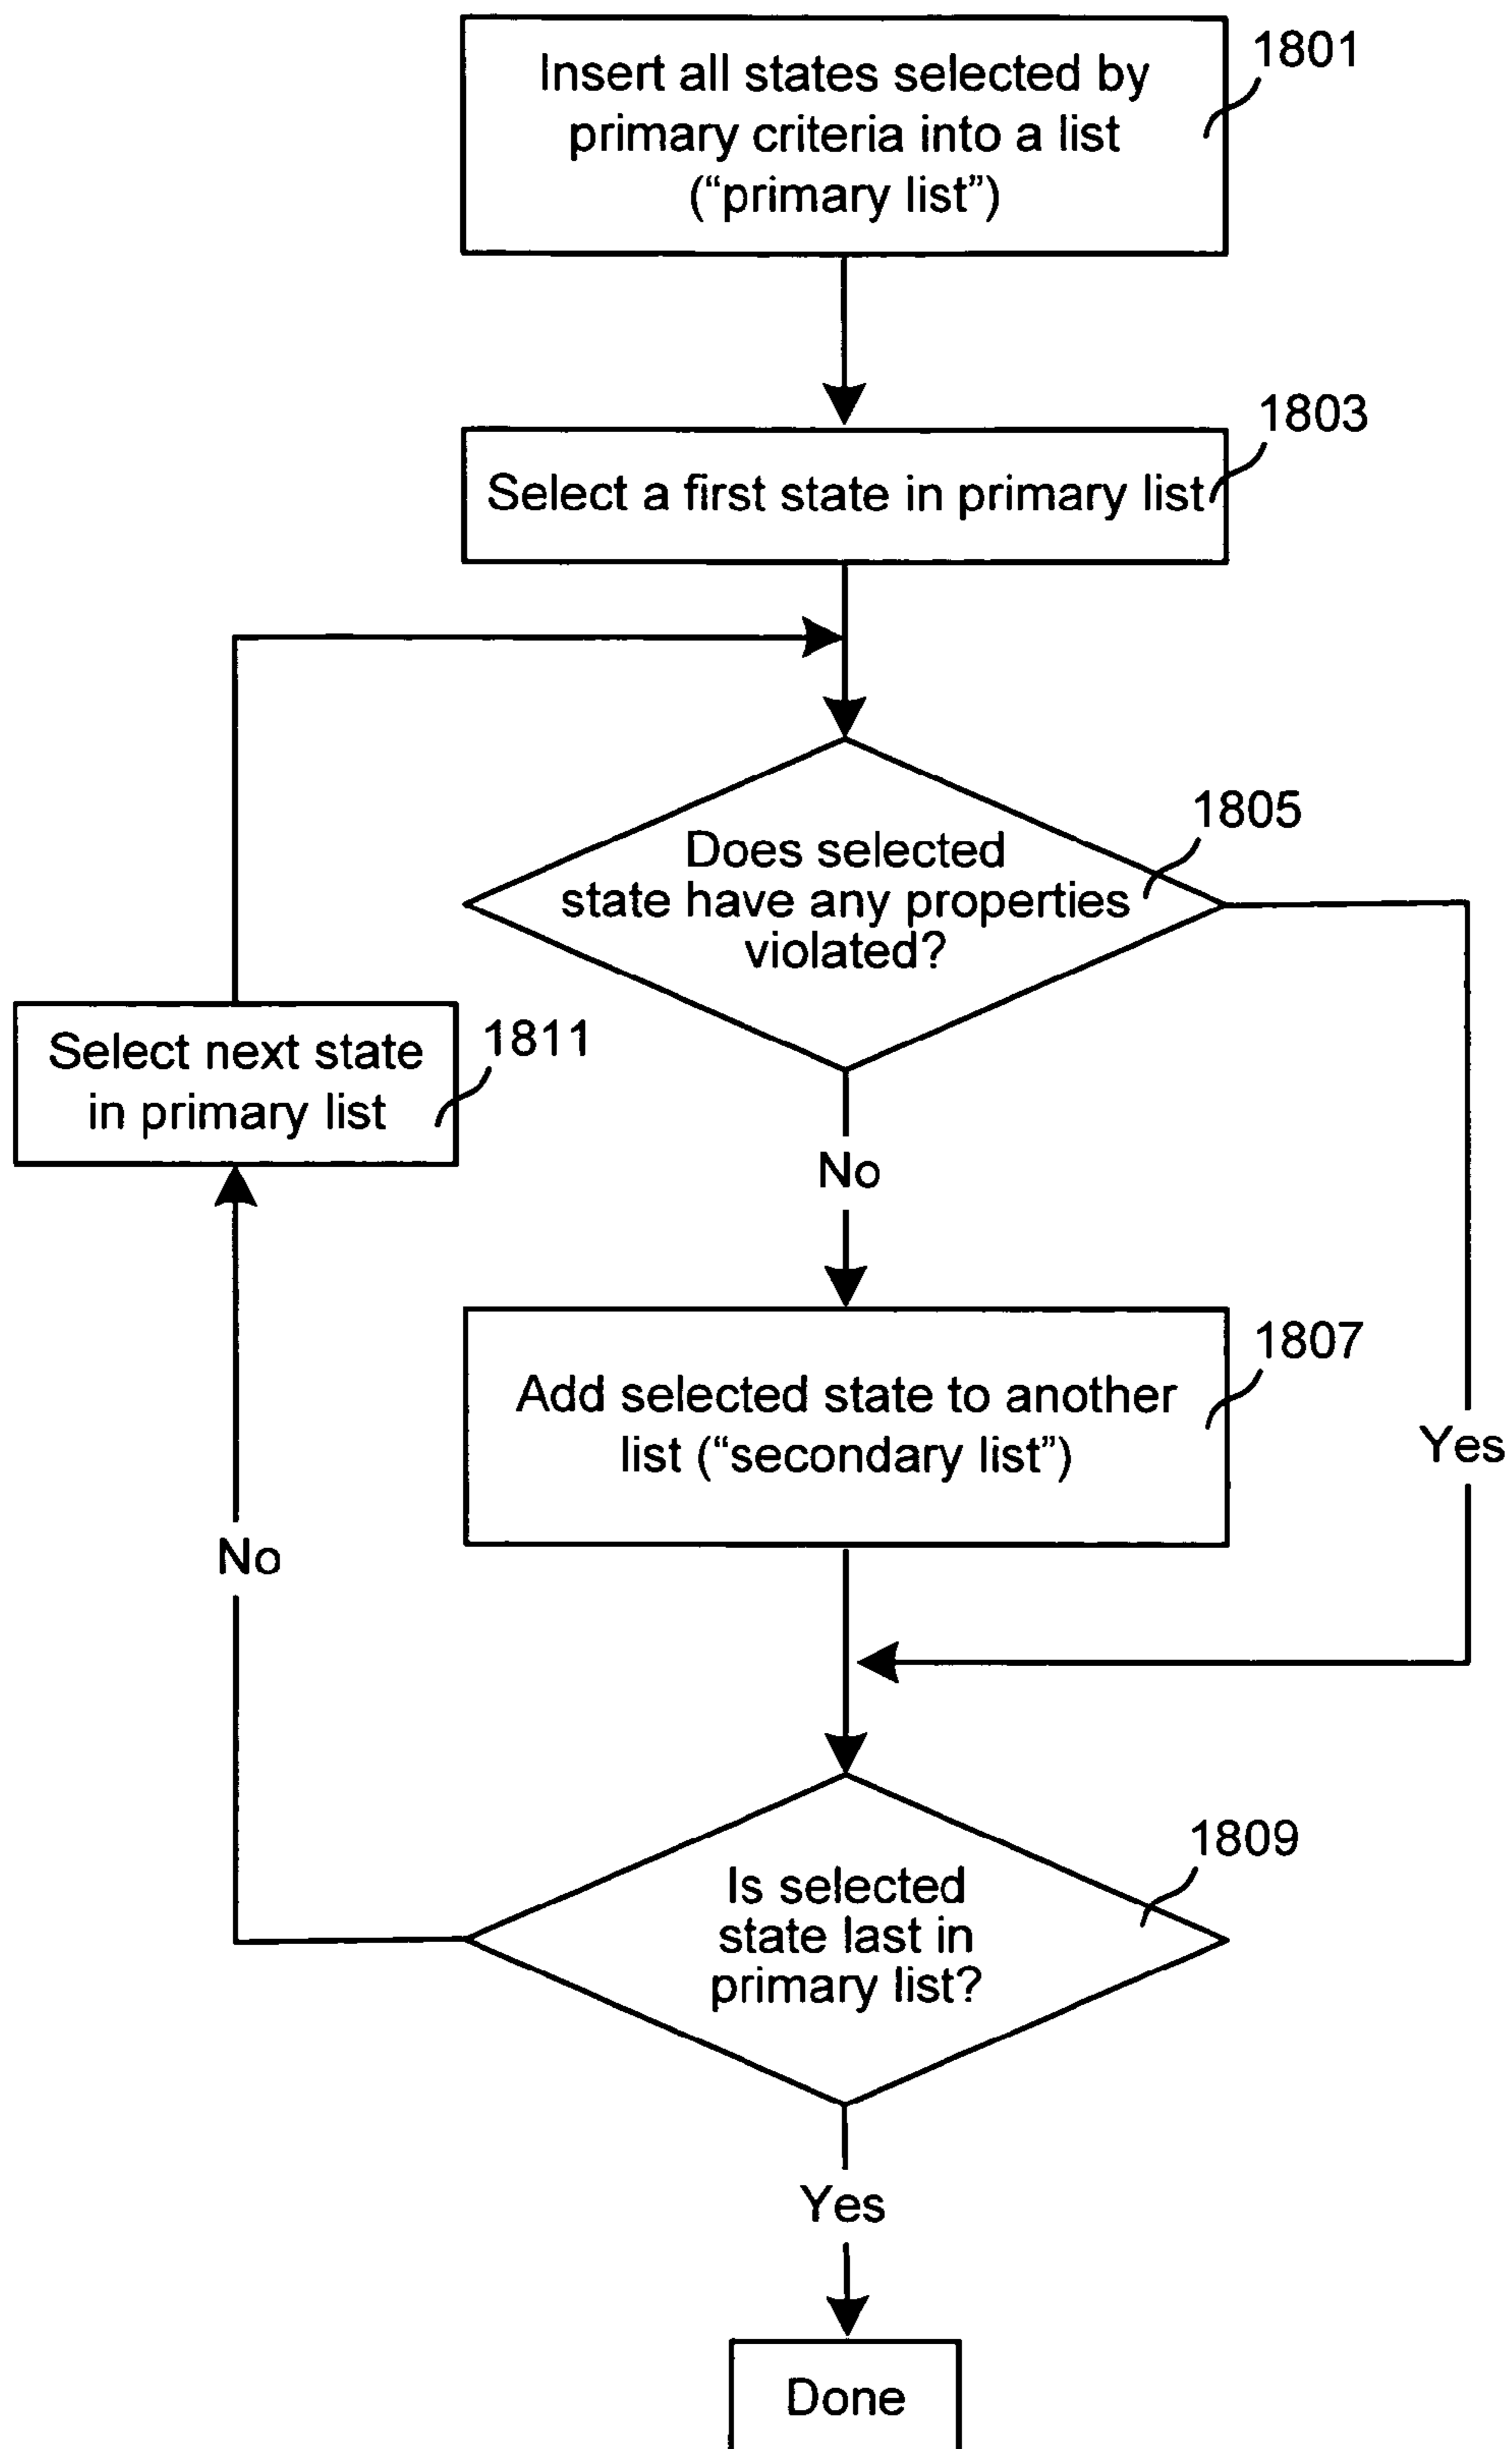 Insert all states selected by
primary criteria into a list
(“primary list”)
1801
Select a first state in primary list
1803
Does selected
state have any properties
violated?
1805
Select next state
in primary list
1811
No
Add selected state to another
list (“secondary list”)
1807
Yes
No
Is selected
state last in
primary list?
1809
Yes
Done